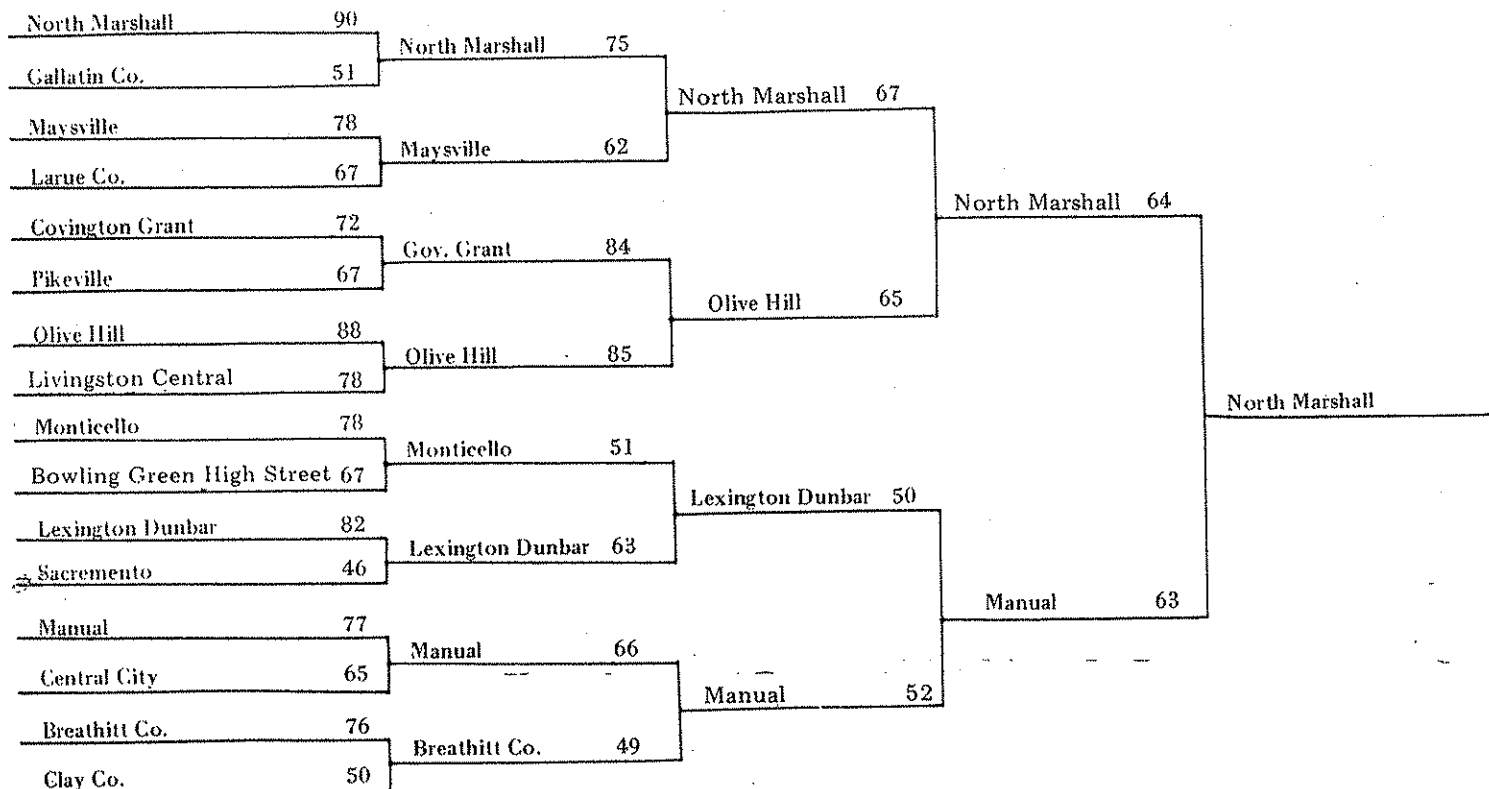 North Marshall 90
Gallatin Co. 51
Maysville 78
Larue Co. 67
Covington Grant 72
Pikeville 67
Olive Hill 88
Livingston Central 78
Monticello 78
Bowling Green High Street 67
Lexington Dunbar 82
Sacremento 46
Manual 77
Central City 65
Breathitt Co. 76
Clay Co. 50
North Marshall 75
Maysville 62
Gov. Grant 84
Olive Hill 85
Monticello 51
Lexington Dunbar 63
Manual 66
Breathitt Co. 49
North Marshall 67
Olive Hill 65
Lexington Dunbar 50
Manual 52
North Marshall 64
Manual 63
North Marshall